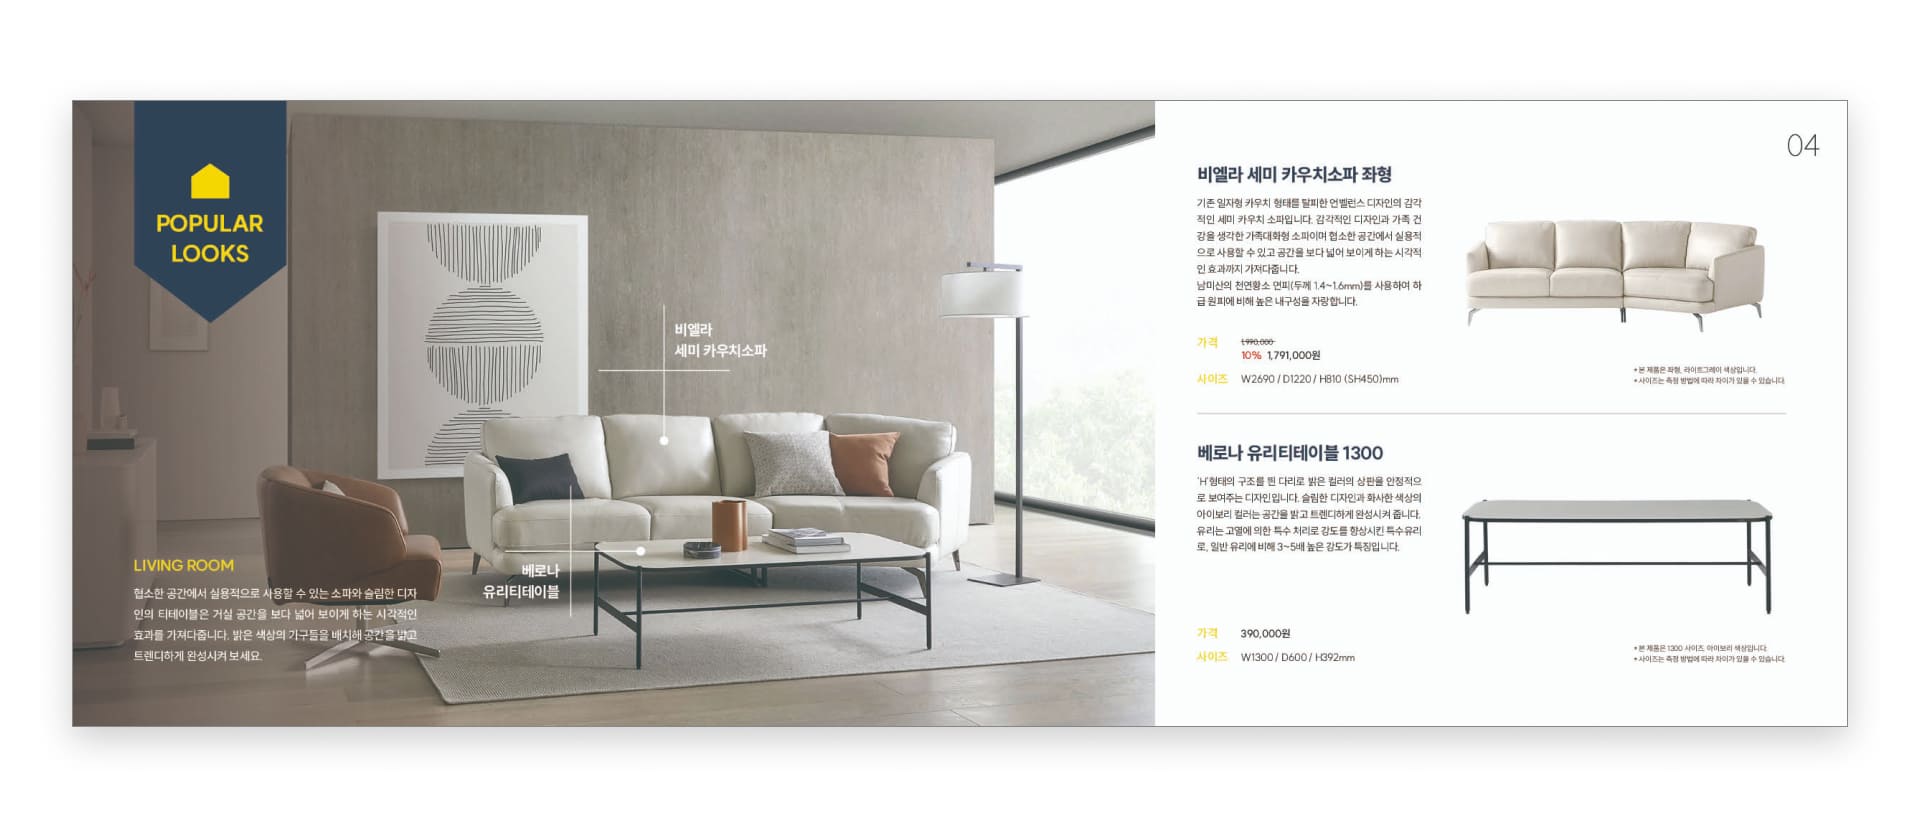 POPULAR
LOOKS
비엘라
세미 카우치소파
베로나
유리티테이블
LIVING ROOM
협소한 공간에서 실용적으로 사용할 수 있는 소파와 슬림한 디자
인의 티테이블은 거실 공간을 보다 넓어 보이게 하는 시각적인
효과를 가져다줍니다. 밝은 색상의 가구들을 배치해 공간을 밝고
트렌디하게 완성시켜 보세요.
04
비엘라 세미 카우치소파 좌형
기존 일자형 카우치 형태를 탈피한 언밸런스 디자인의 감각
적인 세미 카우치 소파입니다. 감각적인 디자인과 가족 건
강을 생각한 가족대화형 소파이며 협소한 공간에서 실용적
으로 사용할 수 있고 공간을 보다 넓어 보이게 하는 시각적
인 효과까지 가져다줍니다.
남미산의 천연황소 면피(두께 1.4~1.6mm)를 사용하여 하
급 원피에 비해 높은 내구성을 자랑합니다.
가격 1,990,000
10% 1,791,000원
사이즈 W2690 / D1220 / H810 (SH450)mm
* 본 제품은 좌형, 라이트그레이 색상입니다.
* 사이즈는 측정 방법에 따라 차이가 있을 수 있습니다.
베로나 유리티테이블 1300
'H'형태의 구조를 띈 다리로 밝은 컬러의 상판을 안정적으
로 보여주는 디자인입니다. 슬림한 디자인과 화사한 색상의
아이보리 컬러는 공간을 밝고 트렌디하게 완성시켜 줍니다.
유리는 고열에 의한 특수 처리로 강도를 향상시킨 특수유리
로, 일반 유리에 비해 3~5배 높은 강도가 특징입니다.
가격 390,000원
사이즈 W1300 / D600 / H392mm
* 본 제품은 1300 사이즈, 아이보리 색상입니다.
* 사이즈는 측정 방법에 따라 차이가 있을 수 있습니다.